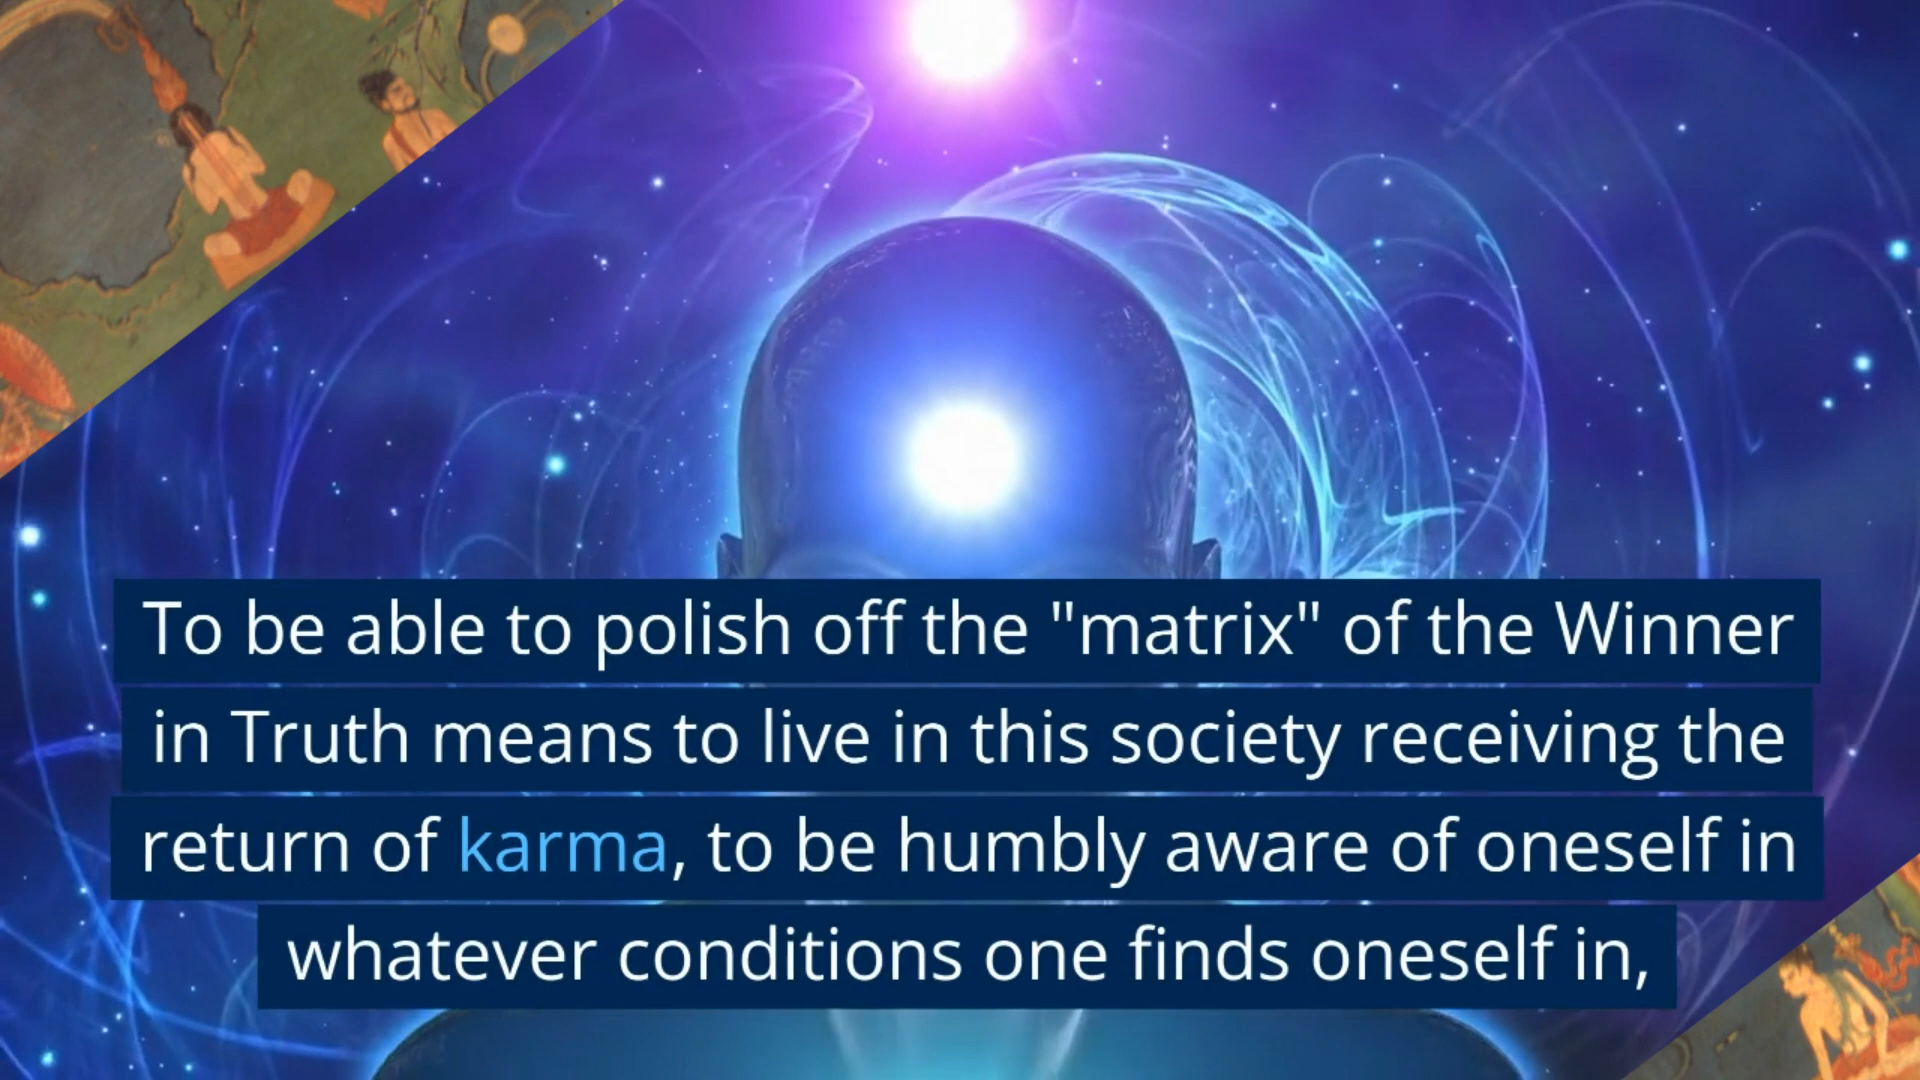 To be able to polish off the "matrix" of the Winner
in Truth means to live in this society receiving the
return of karma, to be humbly aware of oneself in
whatever conditions one finds oneself in,